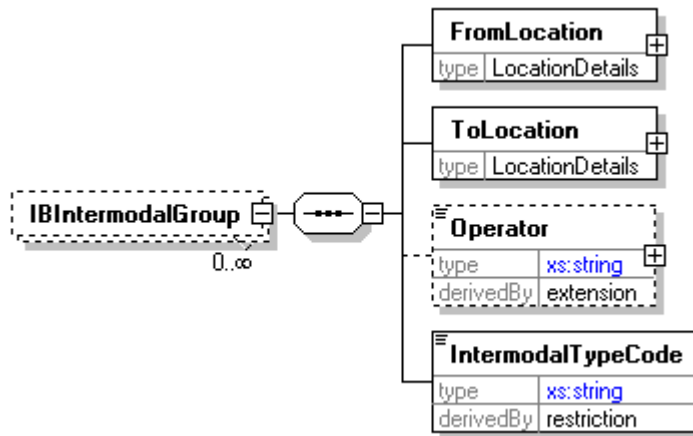 FromLocation
type LocationDetails
ToLocation
type LocationDetails
IBIntermodalGroup
0..∞
Operator
type xs:string
derivedBy extension
IntermodalTypeCode
type xs:string
derivedBy restriction